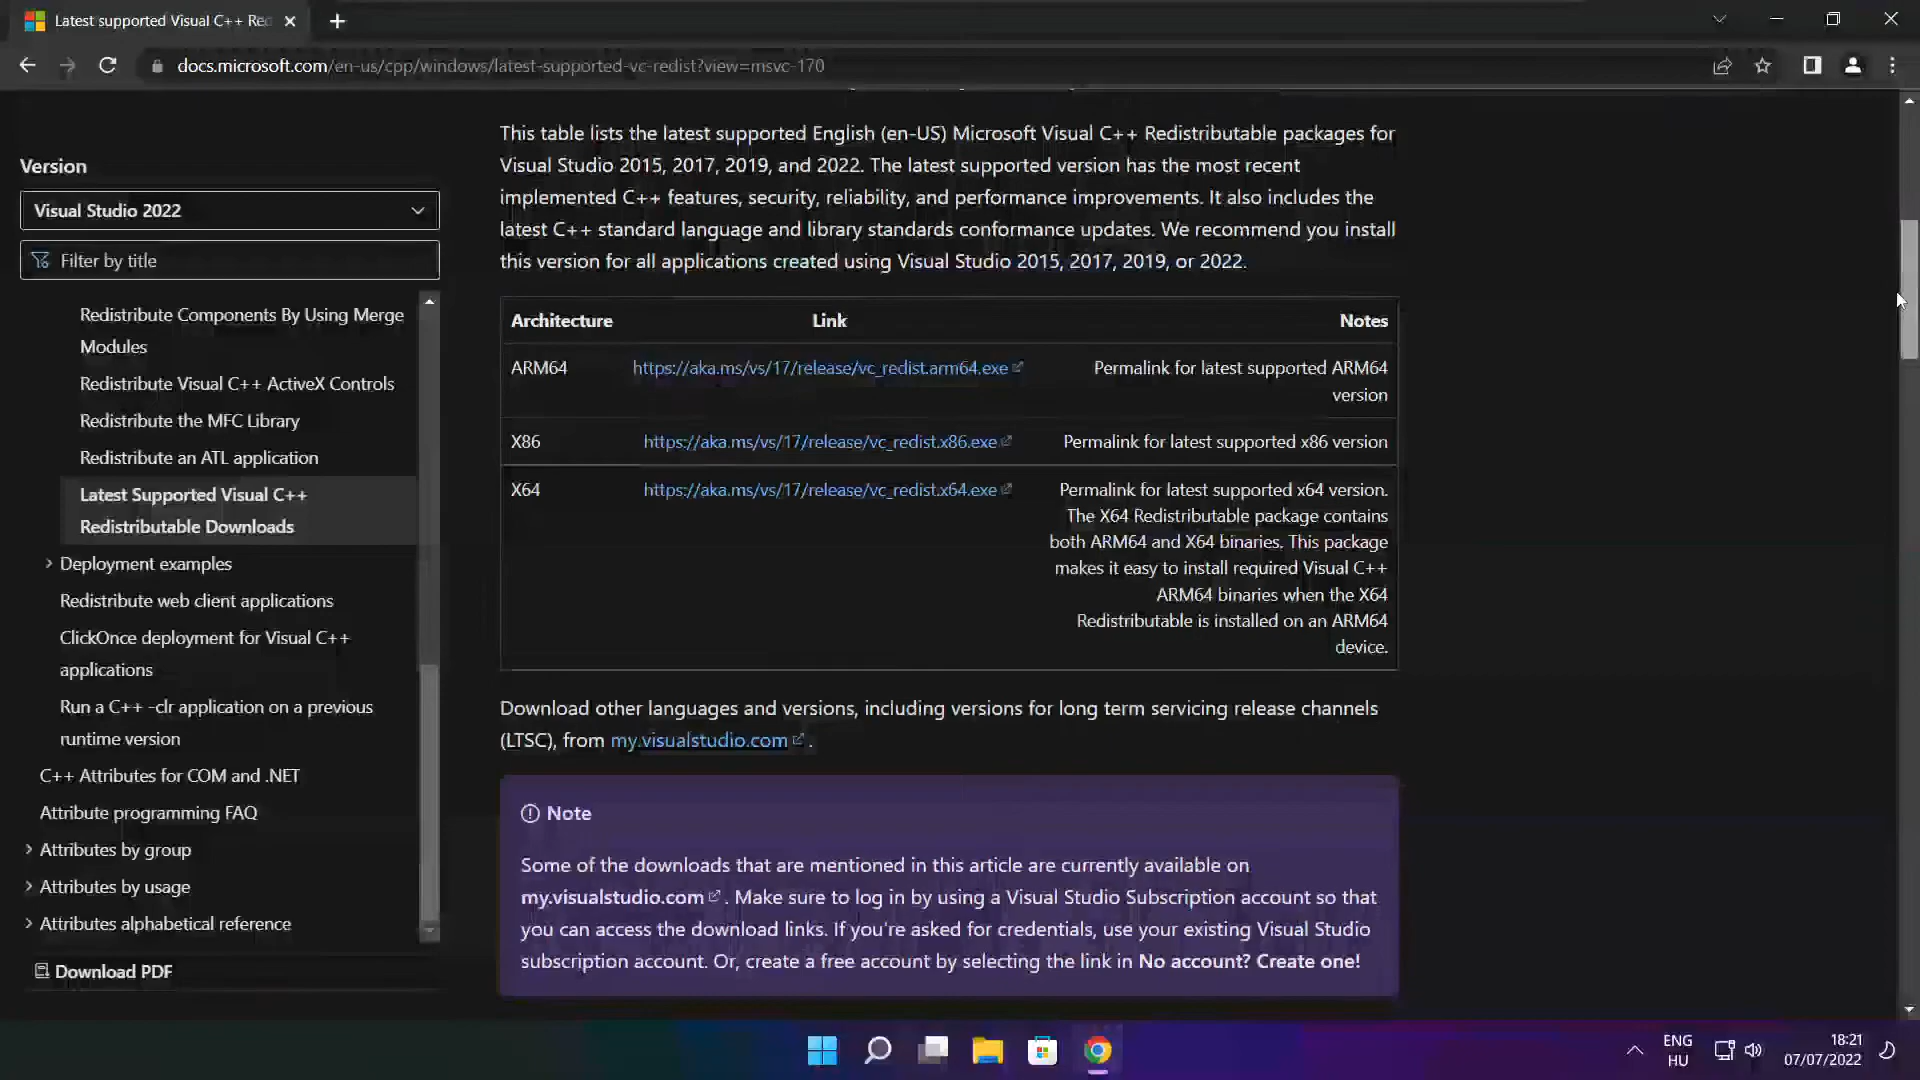 Latest supported Visual C++ Rec
docs.microsoft.com/en-us/cpp/windows/latest-supported-vc-redist?view=msvc-170
Version
Visual Studio 2022
Filter by title
Redistribute Components By Using Merge
Modules
Redistribute Visual C++ ActiveX Controls
Redistribute the MFC Library
Redistribute an ATL application
Latest Supported Visual C++
Redistributable Downloads
Deployment examples
Redistribute web client applications
ClickOnce deployment for Visual C++
applications
Run a C++ -clr application on a previous
runtime version
C++ Attributes for COM and .NET
Attribute programming FAQ
Attributes by group
Attributes by usage
Attributes alphabetical reference
Download PDF
This table lists the latest supported English (en-US) Microsoft Visual C++ Redistributable packages for
Visual Studio 2015, 2017, 2019, and 2022. The latest supported version has the most recent
implemented C++ features, security, reliability, and performance improvements. It also includes the
latest C++ standard language and library standards conformance updates. We recommend you install
this version for all applications created using Visual Studio 2015, 2017, 2019, or 2022.
Architecture Link Notes
ARM64 https://aka.ms/vs/17/release/vc_redist.arm64.exe Permalink for latest supported ARM64
version
X86 https://aka.ms/vs/17/release/vc_redist.x86.exe Permalink for latest supported x86 version
X64 https://aka.ms/vs/17/release/vc_redist.x64.exe Permalink for latest supported x64 version.
The X64 Redistributable package contains
both ARM64 and X64 binaries. This package
makes it easy to install required Visual C++
ARM64 binaries when the X64
Redistributable is installed on an ARM64
device.
Download other languages and versions, including versions for long term servicing release channels
(LTSC), from my.visualstudio.com .
Note
Some of the downloads that are mentioned in this article are currently available on
my.visualstudio.com . Make sure to log in by using a Visual Studio Subscription account so that
you can access the download links. If you're asked for credentials, use your existing Visual Studio
subscription account. Or, create a free account by selecting the link in No account? Create one!
ENG
HU
18:21
07/07/2022